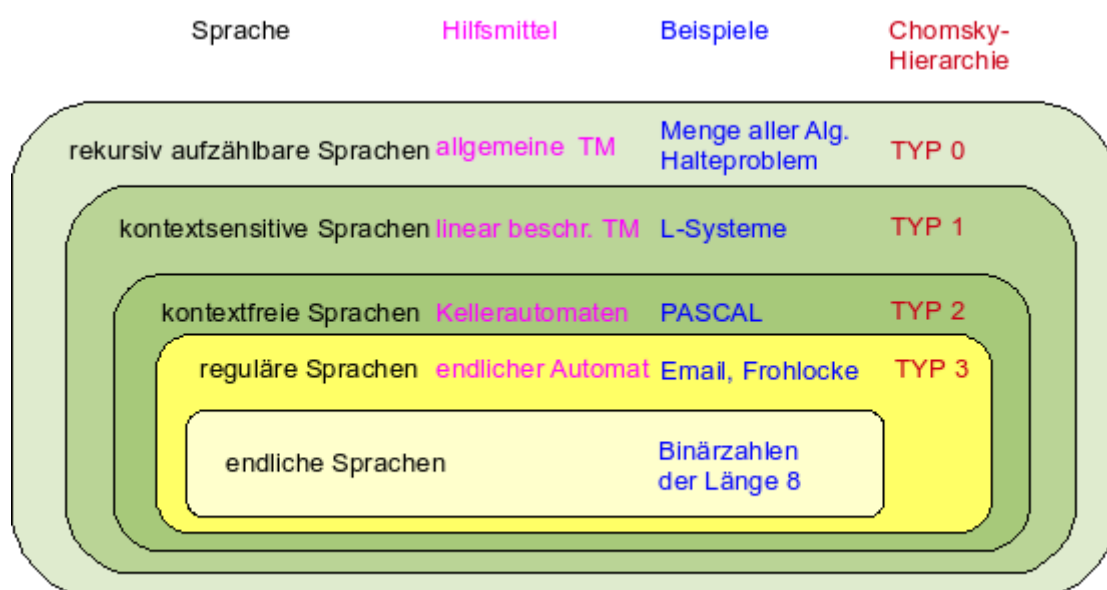 Sprache Hilfsmittel Beispiele Chomsky-
Hierarchie
rekursiv aufzählbare Sprachen allgemeine TM Menge aller Alg. TYP 0
Halteproblem
kontextsensitive Sprachen linear beschr. TM L-Systeme TYP 1
kontextfreie Sprachen Kellerautomaten PASCAL TYP 2
reguläre Sprachen endlicher Automat Email, Frohlocke TYP 3
endliche Sprachen Binärzahlen
der Länge 8